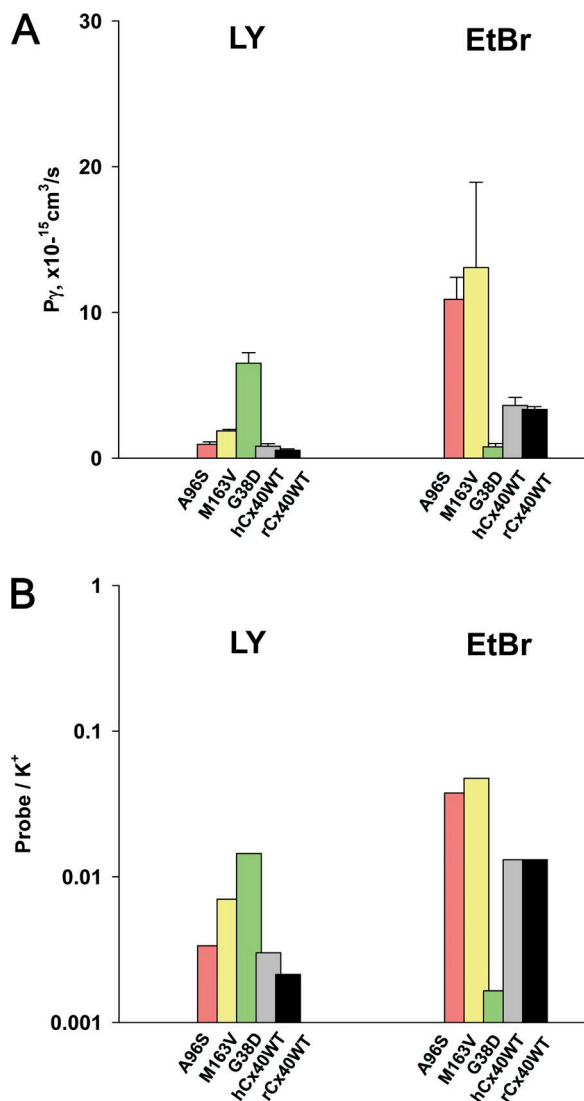 A
30
LY
EtBr
20
Pγ, x10-¹⁵cm³/s
10
0
A96S
M163V
G38D
hCx40WT
rCx40WT
A96S
M163V
G38D
hCx40WT
rCx40WT
B
1
LY
EtBr
0.1
Probe / K⁺
0.01
0.001
A96S
M163V
G38D
hCx40WT
rCx40WT
A96S
M163V
G38D
hCx40WT
rCx40WT